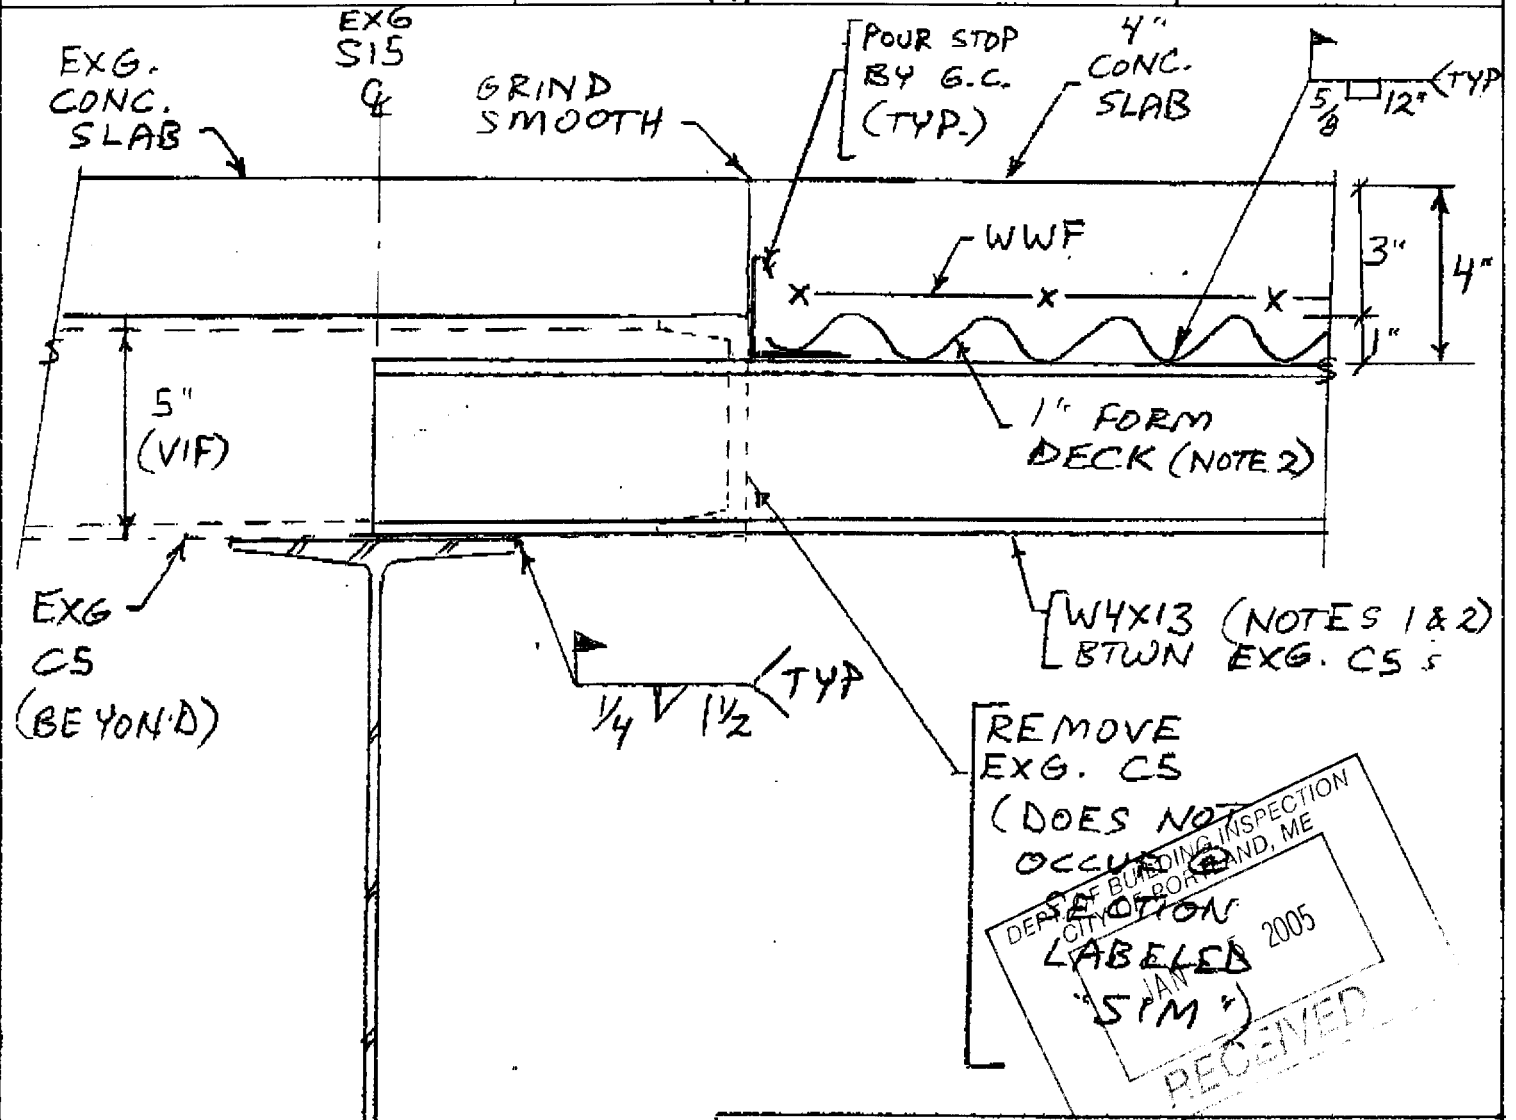 EXG.
CONC.
SLAB
EXG
S15
℄
GRIND
SMOOTH
POUR STOP
BY G.C.
(TYP.)
4"
CONC.
SLAB
5/8 12" TYP
WWF
X X X
3"
4"
1"
5"
(VIF)
1" FORM
DECK (NOTE 2)
EXG
C5
(BEYOND)
1/4 1 1/2 TYP
W4X13 (NOTES 1 & 2)
BTWN EXG. C5s
REMOVE
EXG. C5
(DOES NOT
OCCUR @
SECTION
LABELED
"SIM")
DEPT. OF BUILDING INSPECTION
CITY OF PORTLAND, ME
JAN 2005
RECEIVED